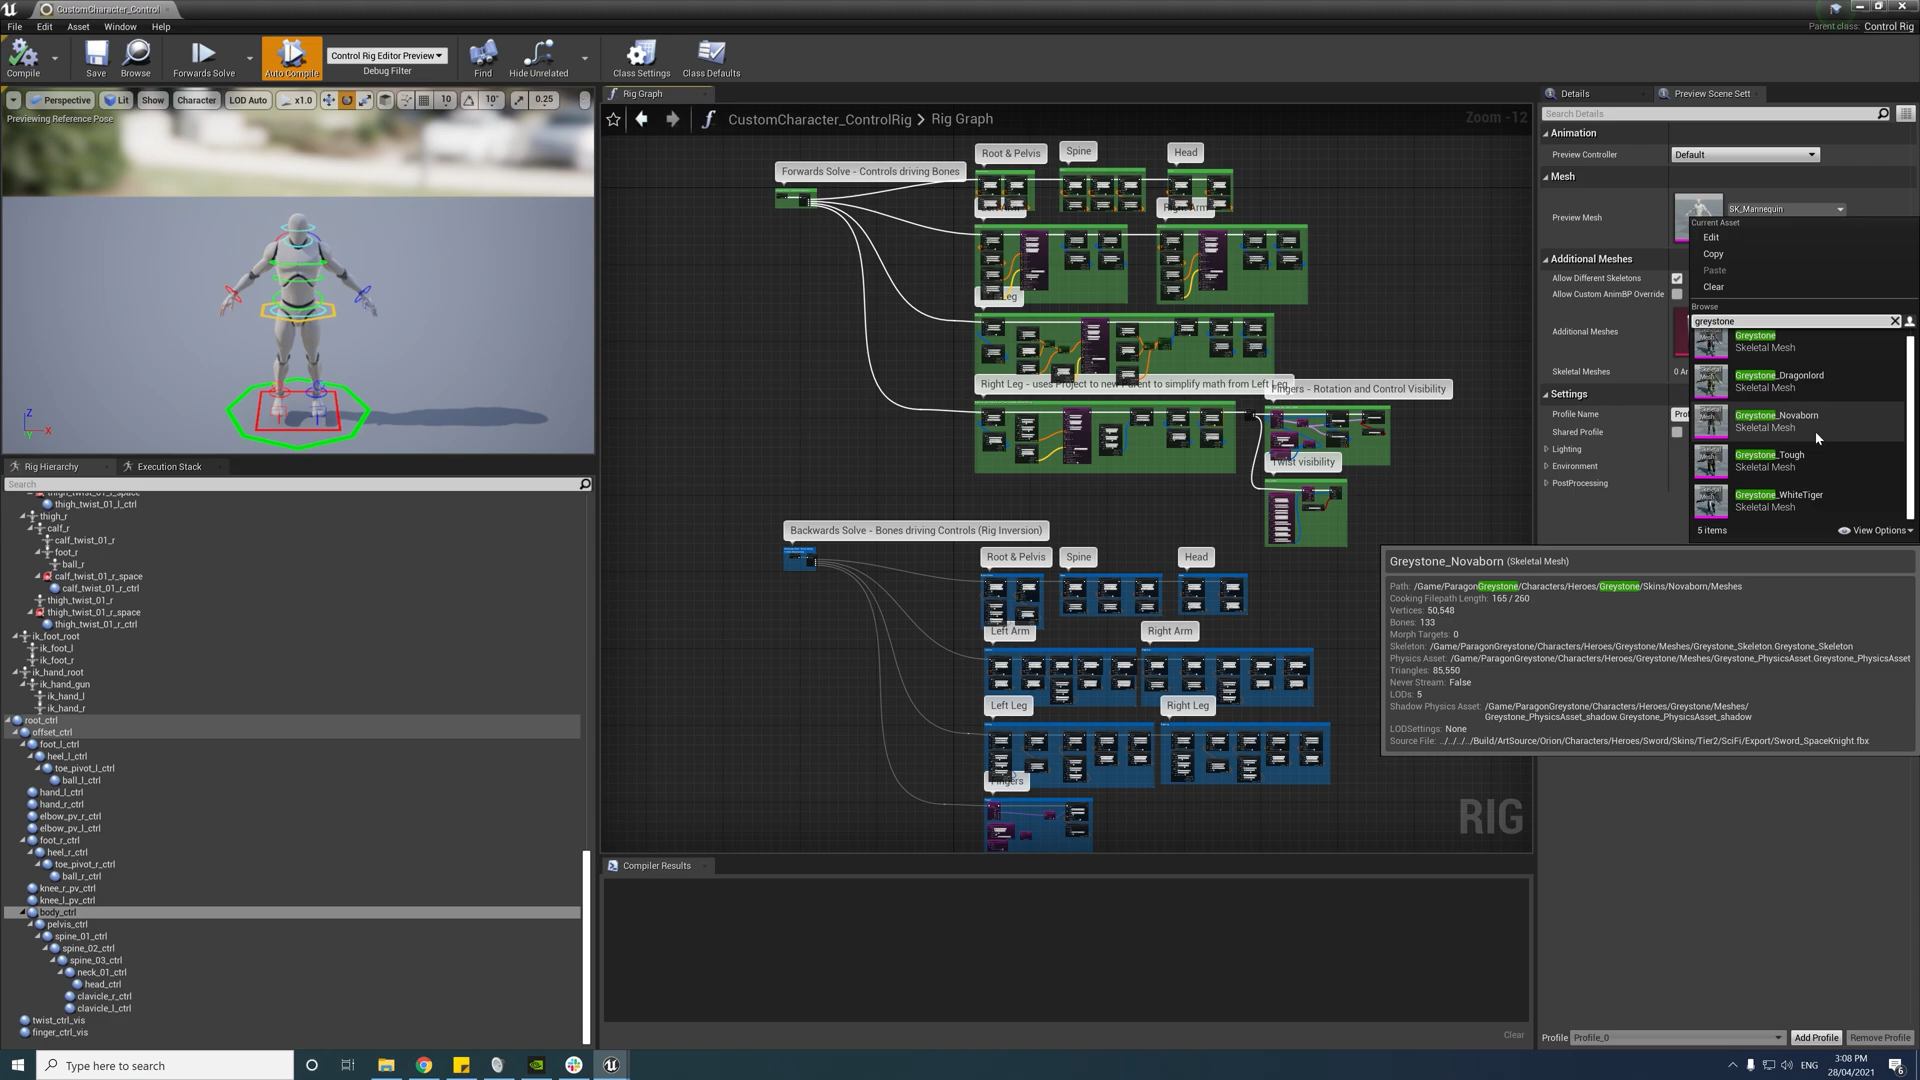 CustomCharacter_Control
File Edit Asset Window Help
Parent class: Control Rig
Compile
Save
Browse
Forwards Solve
Auto Compile
Control Rig Editor Preview
Debug Filter
Find
Hide Unrelated
Class Settings
Class Defaults
Perspective Lit Show Character LOD Auto x1.0 10 10° 0.25
Previewing Reference Pose
Z
X
Y
Rig Hierarchy
Execution Stack
Search
thigh_twist_01_l_space
thigh_twist_01_l_ctrl
thigh_r
calf_r
calf_twist_01_r
foot_r
ball_r
calf_twist_01_r_space
calf_twist_01_r_ctrl
thigh_twist_01_r
thigh_twist_01_r_space
thigh_twist_01_r_ctrl
ik_foot_root
ik_foot_l
ik_foot_r
ik_hand_root
ik_hand_gun
ik_hand_l
ik_hand_r
root_ctrl
offset_ctrl
foot_l_ctrl
heel_l_ctrl
toe_pivot_l_ctrl
ball_l_ctrl
hand_l_ctrl
hand_r_ctrl
elbow_pv_r_ctrl
elbow_pv_l_ctrl
foot_r_ctrl
heel_r_ctrl
toe_pivot_r_ctrl
ball_r_ctrl
knee_r_pv_ctrl
knee_l_pv_ctrl
body_ctrl
pelvis_ctrl
spine_01_ctrl
spine_02_ctrl
spine_03_ctrl
neck_01_ctrl
head_ctrl
clavicle_r_ctrl
clavicle_l_ctrl
twist_ctrl_vis
finger_ctrl_vis
Rig Graph
CustomCharacter_ControlRig > Rig Graph
Zoom -12
Forwards Solve - Controls driving Bones
Root & Pelvis
Spine
Head
Right Arm
Leg
Right Leg - uses Project to new Parent to simplify math from Left Leg
Fingers - Rotation and Control Visibility
Twist visibility
Backwards Solve - Bones driving Controls (Rig Inversion)
Root & Pelvis
Spine
Head
Left Arm
Right Arm
Left Leg
Right Leg
Fingers
RIG
Compiler Results
Clear
Details
Preview Scene Sett
Search Details
Animation
Preview Controller
Default
Mesh
Preview Mesh
SK_Mannequin
Additional Meshes
Allow Different Skeletons
Allow Custom AnimBP Override
Additional Meshes
Skeletal Meshes
0 Ar
Settings
Profile Name
Shared Profile
Lighting
Environment
PostProcessing
Current Asset
Edit
Copy
Paste
Clear
Browse
greystone
Greystone
Skeletal Mesh
Greystone_Dragonlord
Skeletal Mesh
Greystone_Novaborn
Skeletal Mesh
Greystone_Tough
Skeletal Mesh
Greystone_WhiteTiger
Skeletal Mesh
5 items
View Options
Greystone_Novaborn (Skeletal Mesh)
Path: /Game/ParagonGreystone/Characters/Heroes/Greystone/Skins/Novaborn/Meshes
Cooking Filepath Length: 165 / 260
Vertices: 50,548
Bones: 133
Morph Targets: 0
Skeleton: /Game/ParagonGreystone/Characters/Heroes/Greystone/Meshes/Greystone_Skeleton.Greystone_Skeleton
Physics Asset: /Game/ParagonGreystone/Characters/Heroes/Greystone/Meshes/Greystone_PhysicsAsset.Greystone_PhysicsAsset
Triangles: 85,550
Never Stream: False
LODs: 5
Shadow Physics Asset: /Game/ParagonGreystone/Characters/Heroes/Greystone/Meshes/
Greystone_PhysicsAsset_shadow.Greystone_PhysicsAsset_shadow
LODSettings: None
Source File: ../../../../Build/ArtSource/Orion/Characters/Heroes/Sword/Skins/Tier2/SciFi/Export/Sword_SpaceKnight.fbx
Profile
Profile_0
Add Profile
Remove Profile
Type here to search
ENG
3:08 PM
28/04/2021
6